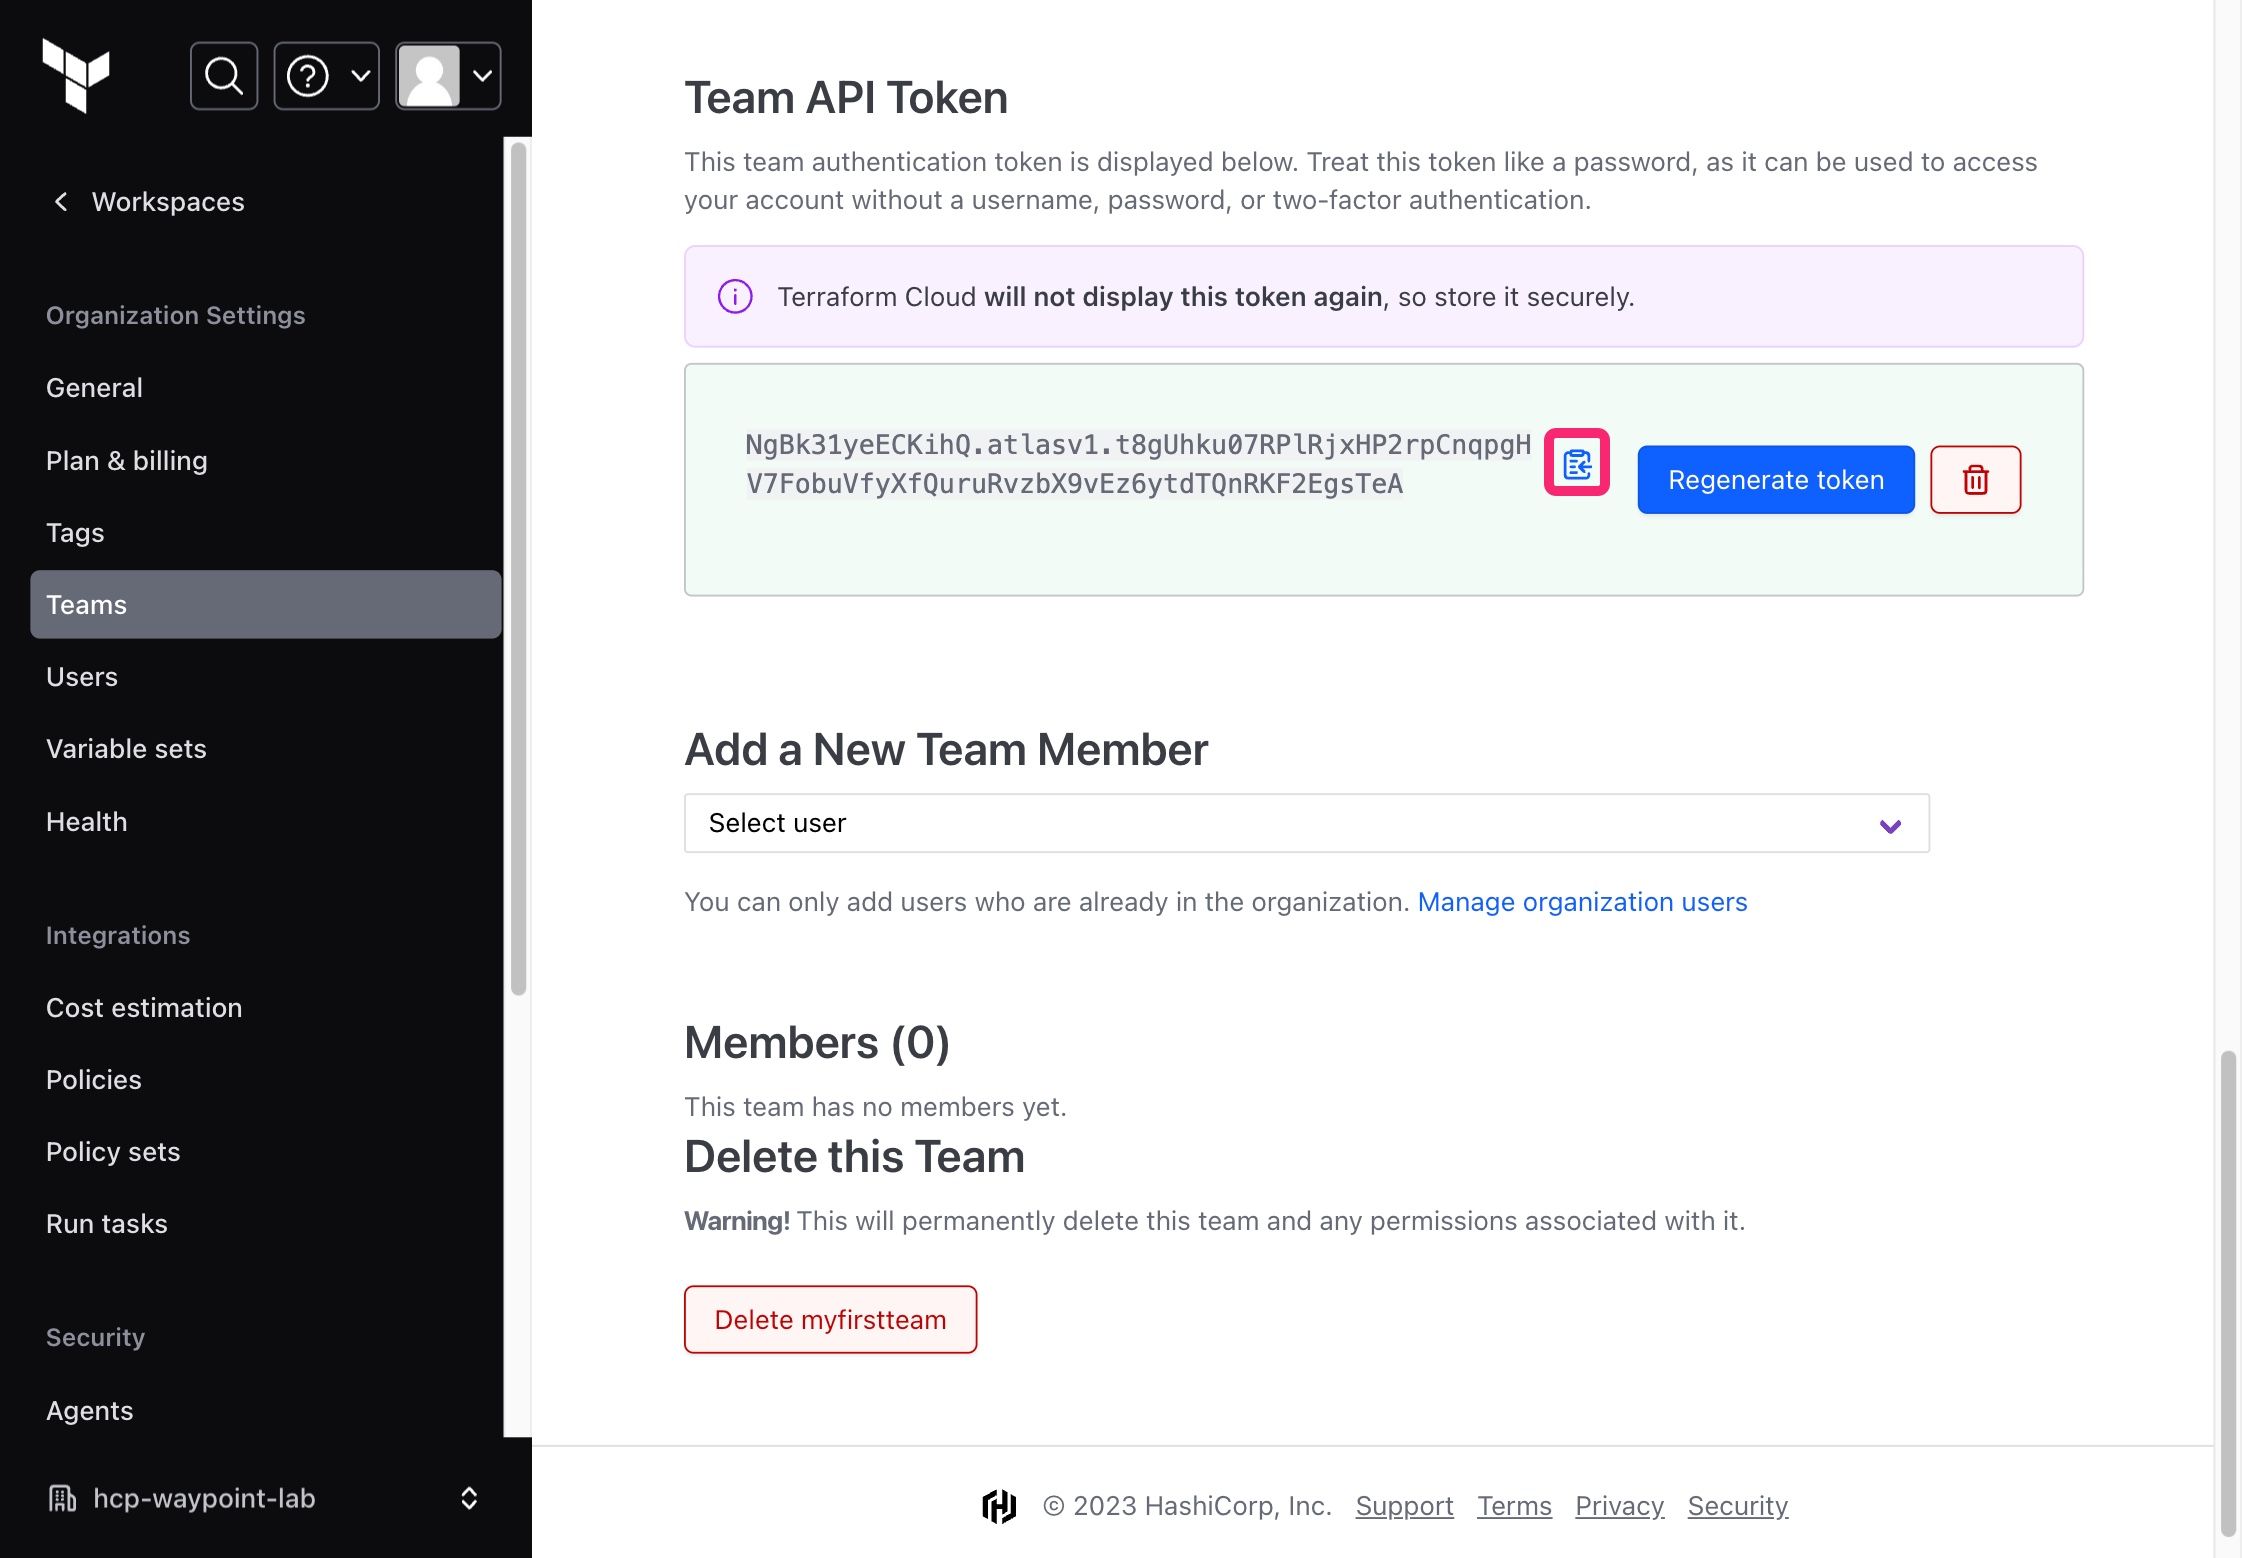 Workspaces
Organization Settings
General
Plan & billing
Tags
Teams
Users
Variable sets
Health
Integrations
Cost estimation
Policies
Policy sets
Run tasks
Security
Agents
hcp-waypoint-lab
Team API Token
This team authentication token is displayed below. Treat this token like a password, as it can be used to access
your account without a username, password, or two-factor authentication.
Terraform Cloud will not display this token again, so store it securely.
NgBk31yeECKihQ.atlasv1.t8gUhku07RPlRjxHP2rpCnqpgH
V7FobuVfyXfQuruRvzbX9vEz6ytdTQnRKF2EgsTeA
Regenerate token
Add a New Team Member
Select user
You can only add users who are already in the organization. Manage organization users
Members (0)
This team has no members yet.
Delete this Team
Warning! This will permanently delete this team and any permissions associated with it.
Delete myfirstteam
© 2023 HashiCorp, Inc. Support Terms Privacy Security